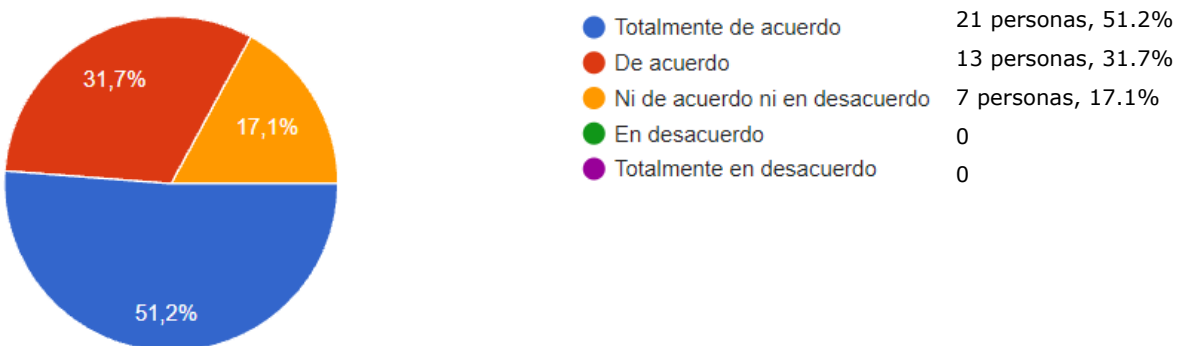 31,7%
17,1%
51,2%
Totalmente de acuerdo 21 personas, 51.2%
De acuerdo 13 personas, 31.7%
Ni de acuerdo ni en desacuerdo 7 personas, 17.1%
En desacuerdo 0
Totalmente en desacuerdo 0